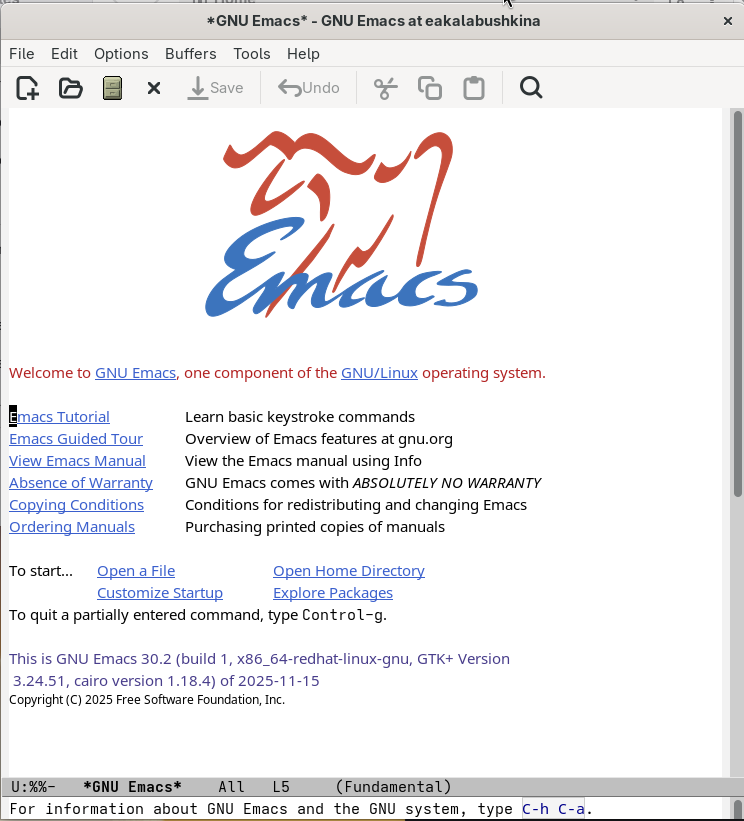 *GNU Emacs* - GNU Emacs at eakalabushkina
File Edit Options Buffers Tools Help
Save Undo
Emacs
Welcome to GNU Emacs, one component of the GNU/Linux operating system.
Emacs Tutorial Learn basic keystroke commands
Emacs Guided Tour Overview of Emacs features at gnu.org
View Emacs Manual View the Emacs manual using Info
Absence of Warranty GNU Emacs comes with ABSOLUTELY NO WARRANTY
Copying Conditions Conditions for redistributing and changing Emacs
Ordering Manuals Purchasing printed copies of manuals
To start... Open a File Open Home Directory
Customize Startup Explore Packages
To quit a partially entered command, type Control-g.
This is GNU Emacs 30.2 (build 1, x86_64-redhat-linux-gnu, GTK+ Version
3.24.51, cairo version 1.18.4) of 2025-11-15
Copyright (C) 2025 Free Software Foundation, Inc.
U:%%- *GNU Emacs* All L5 (Fundamental)
For information about GNU Emacs and the GNU system, type C-h C-a.